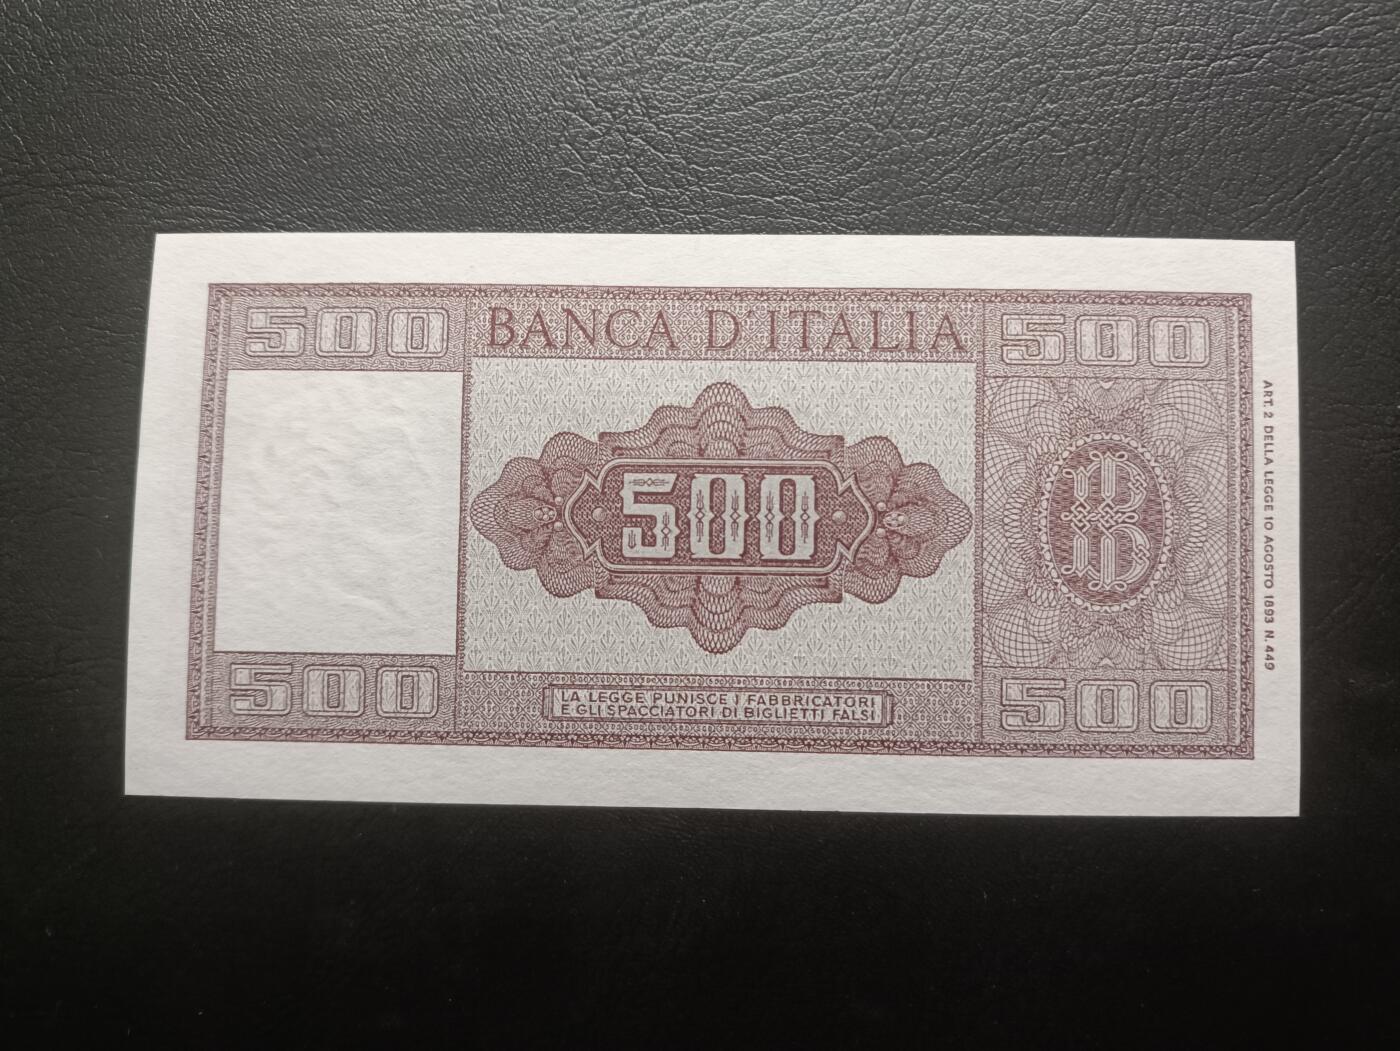 500
BANCA D'ITALIA
500
500
B
500
LA LEGGE PUNISCE I FABBRICATORI
E GLI SPACCIATORI DI BIGLIETTI FALSI
500
ART. 2 DELLA LEGGE 10 AGOSTO 1893 N. 449